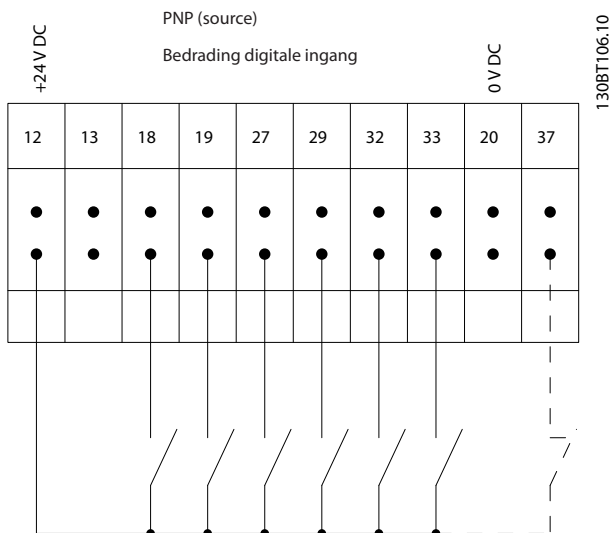 PNP (source)
Bedrading digitale ingang
+24 V DC
0 V DC
130BT106.10
12 13 18 19 27 29 32 33 20 37